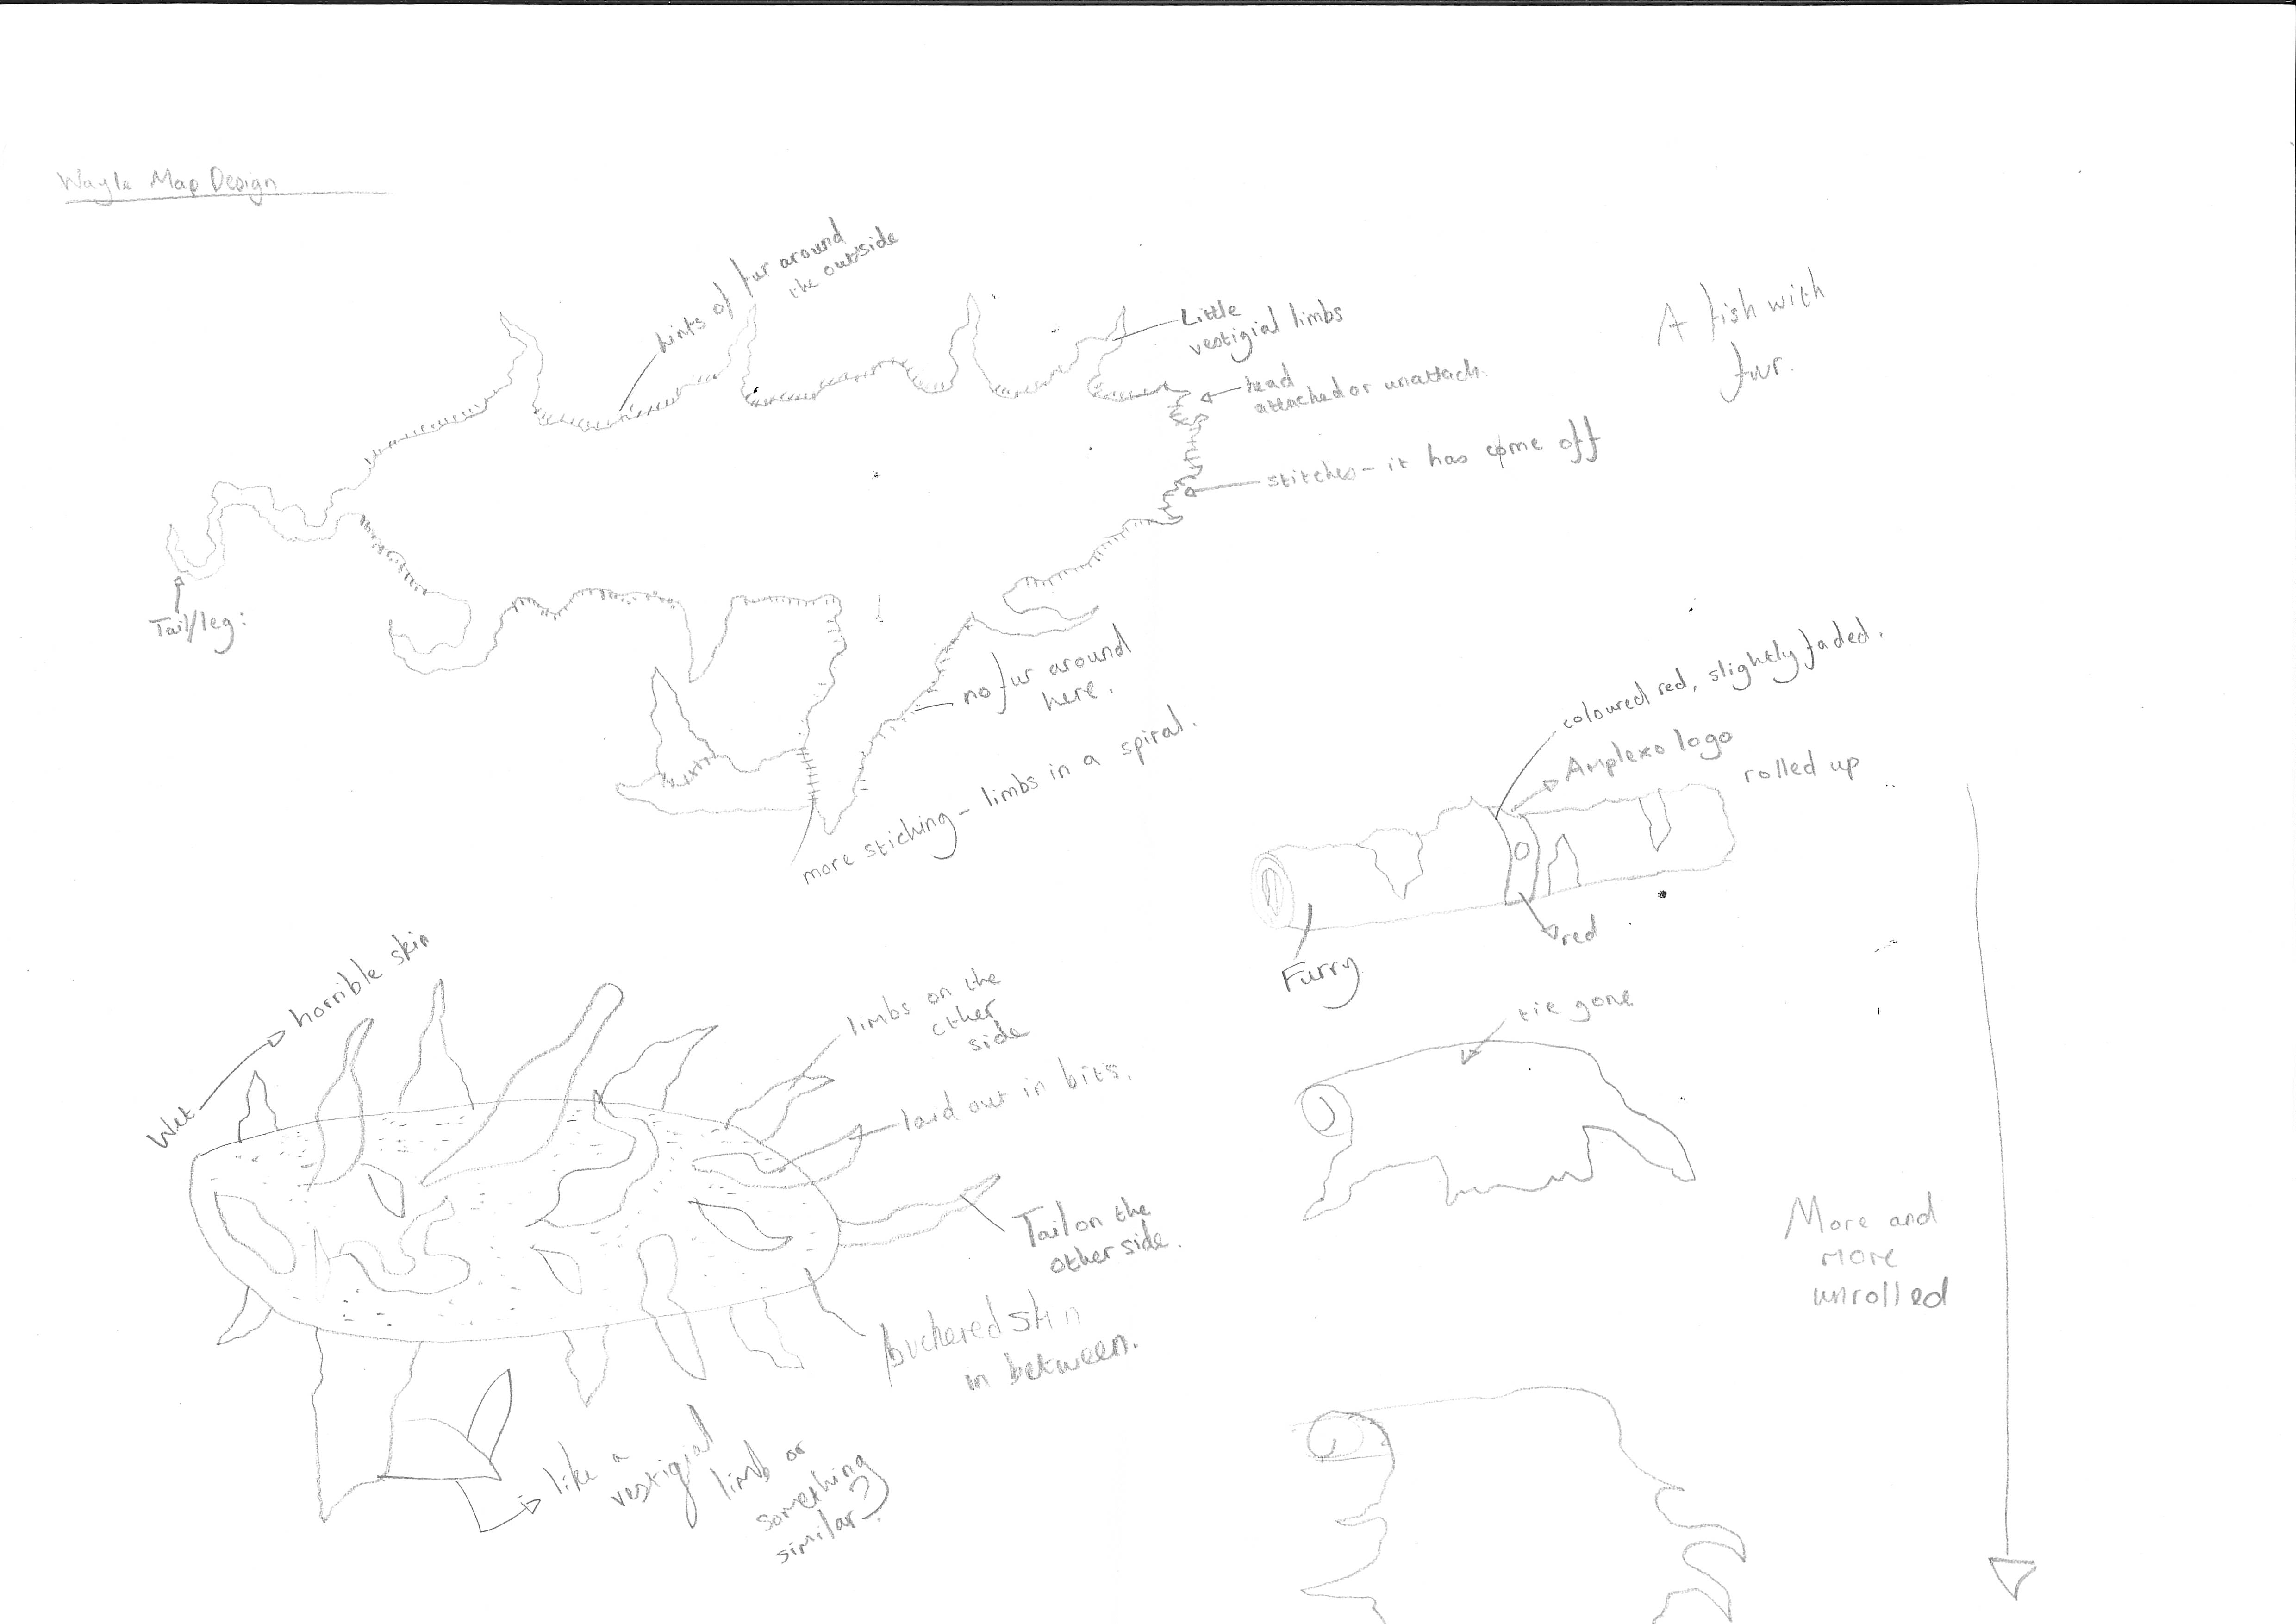 Wayle Map Design
hints of fur around
the outside
Little
vestigial limbs
head
attached or unattach
A fish with
fur.
stitches - it has come off
Tail/leg:
no fur around
here.
more stiching - limbs in a spiral.
coloured red, slightly faded.
Amplexo logo
rolled up
red
Furry
tie gone
More and
more
unrolled
Wet
horrible skin
limbs on the
other
side
laid out in bits.
Tail on the
other side.
buchered skin
in between.
like a
vestigial
limb or
something
similar?